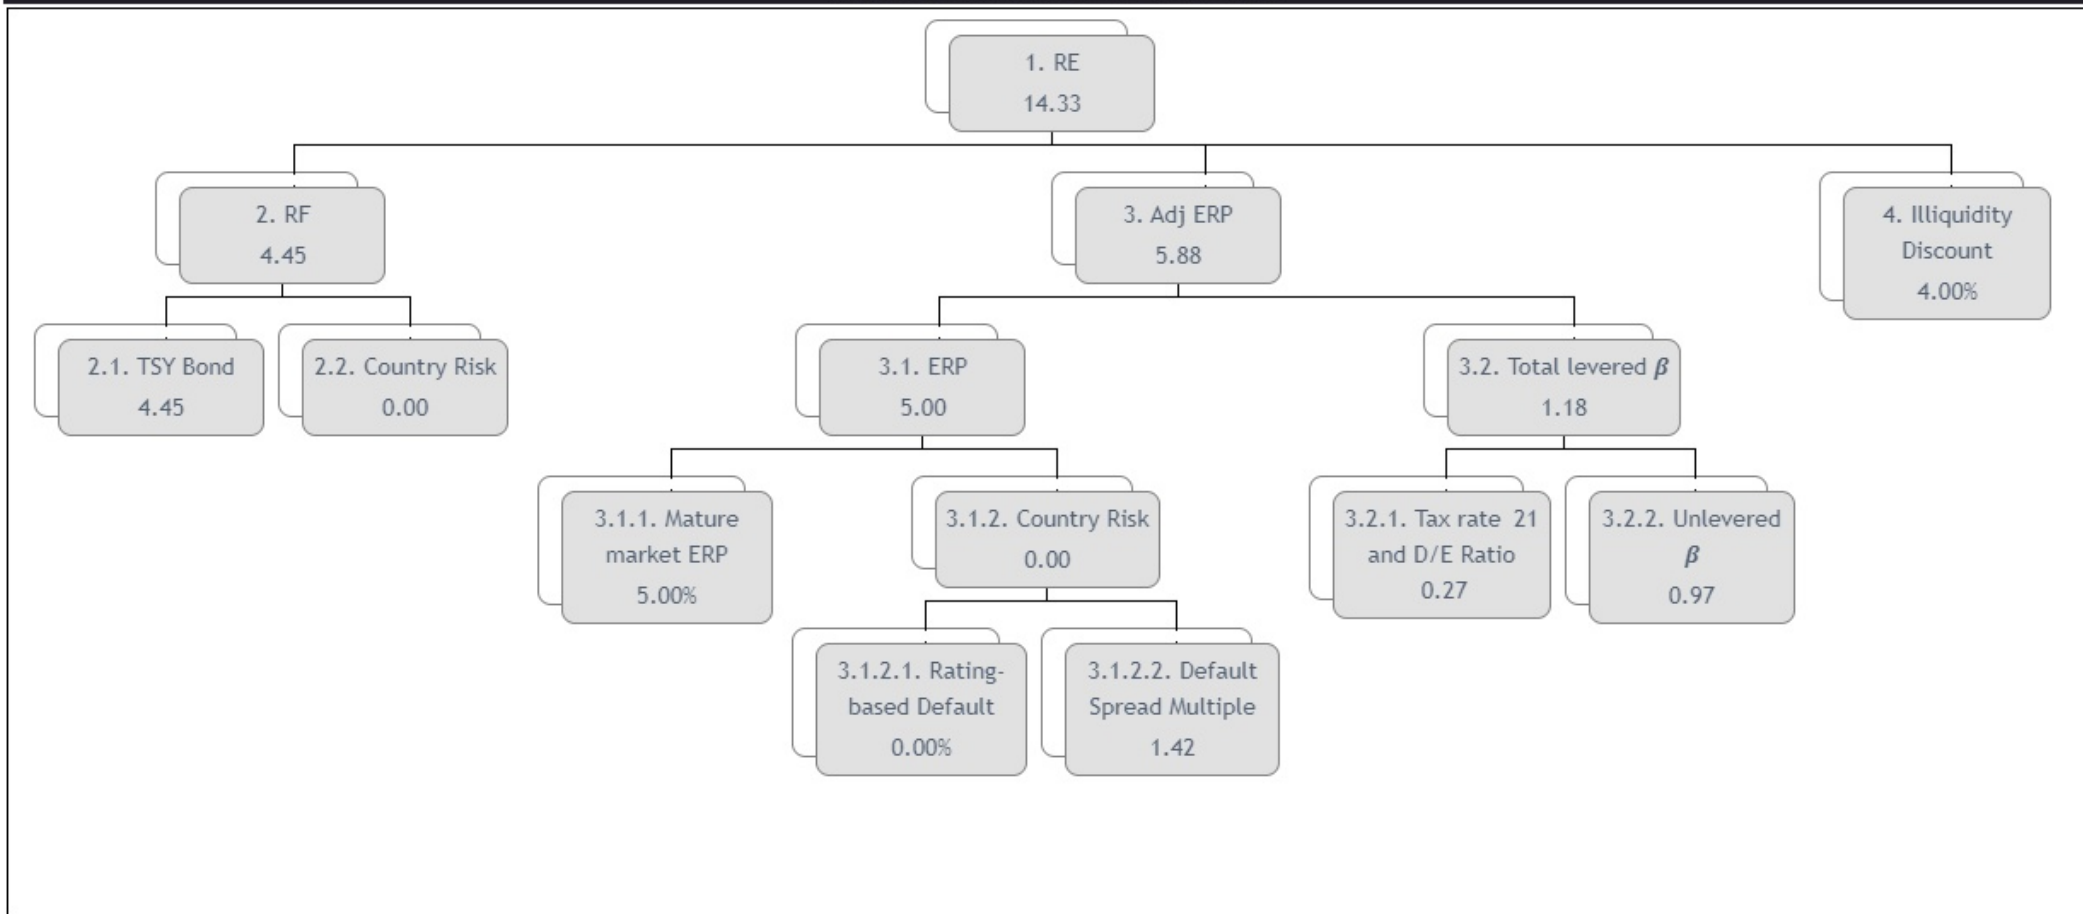 1. RE
14.33
2. RF
4.45
3. Adj ERP
5.88
4. Illiquidity
Discount
4.00%
2.1. TSY Bond
4.45
2.2. Country Risk
0.00
3.1. ERP
5.00
3.2. Total levered β
1.18
3.1.1. Mature
market ERP
5.00%
3.1.2. Country Risk
0.00
3.2.1. Tax rate 21
and D/E Ratio
0.27
3.2.2. Unlevered
β
0.97
3.1.2.1. Rating-
based Default
0.00%
3.1.2.2. Default
Spread Multiple
1.42